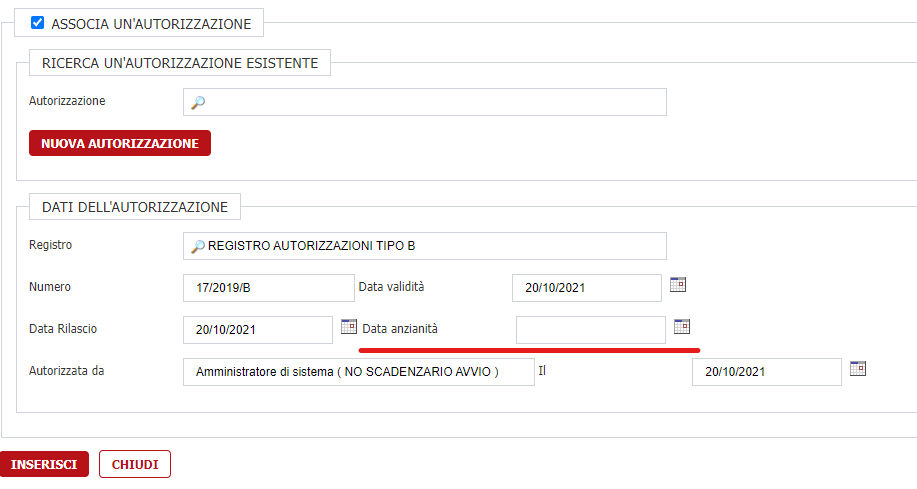 ASSOCIA UN'AUTORIZZAZIONE
RICERCA UN'AUTORIZZAZIONE ESISTENTE
Autorizzazione
NUOVA AUTORIZZAZIONE
DATI DELL'AUTORIZZAZIONE
Registro REGISTRO AUTORIZZAZIONI TIPO B
Numero 17/2019/B Data validità 20/10/2021
Data Rilascio 20/10/2021 Data anzianità
Autorizzata da Amministratore di sistema ( NO SCADENZARIO AVVIO ) Il 20/10/2021
INSERISCI CHIUDI